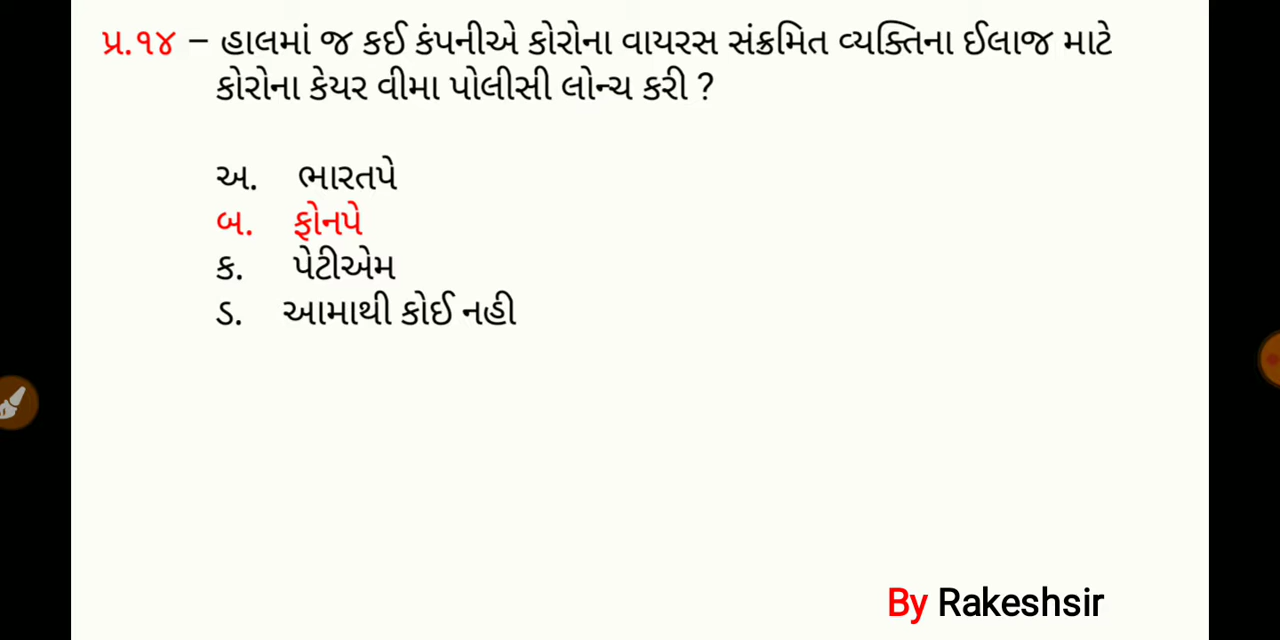 પ્ર.૧૪ – હાલમાં જ કઈ કંપનીએ કોરોના વાયરસ સંક્રમિત વ્યક્તિના ઈલાજ માટે
કોરોના કેયર વીમા પોલીસી લોન્ચ કરી ?
અ. ભારતપે
બ. ફોનપે
ક. પેટીએમ
ડ. આમાથી કોઈ નહી
By Rakeshsir